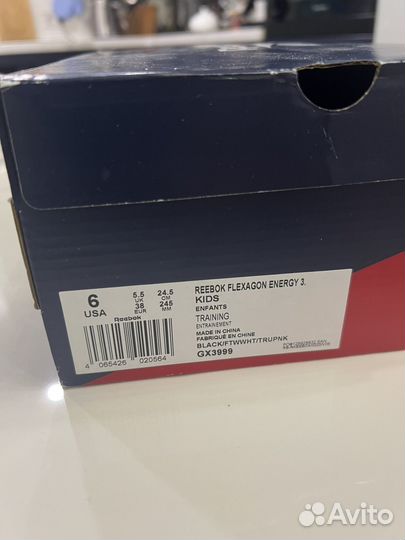 6
USA
5.5
UK
38
EUR
24.5
CM
245
MM
Reebok
4 065426 020564
REEBOK FLEXAGON ENERGY 3.
KIDS
ENFANTS
TRAINING
ENTRAINEMENT
MADE IN CHINA
FABRIQUÉ EN CHINE
BLACK/FTWWHT/TRUPNK
GX3999
Avito